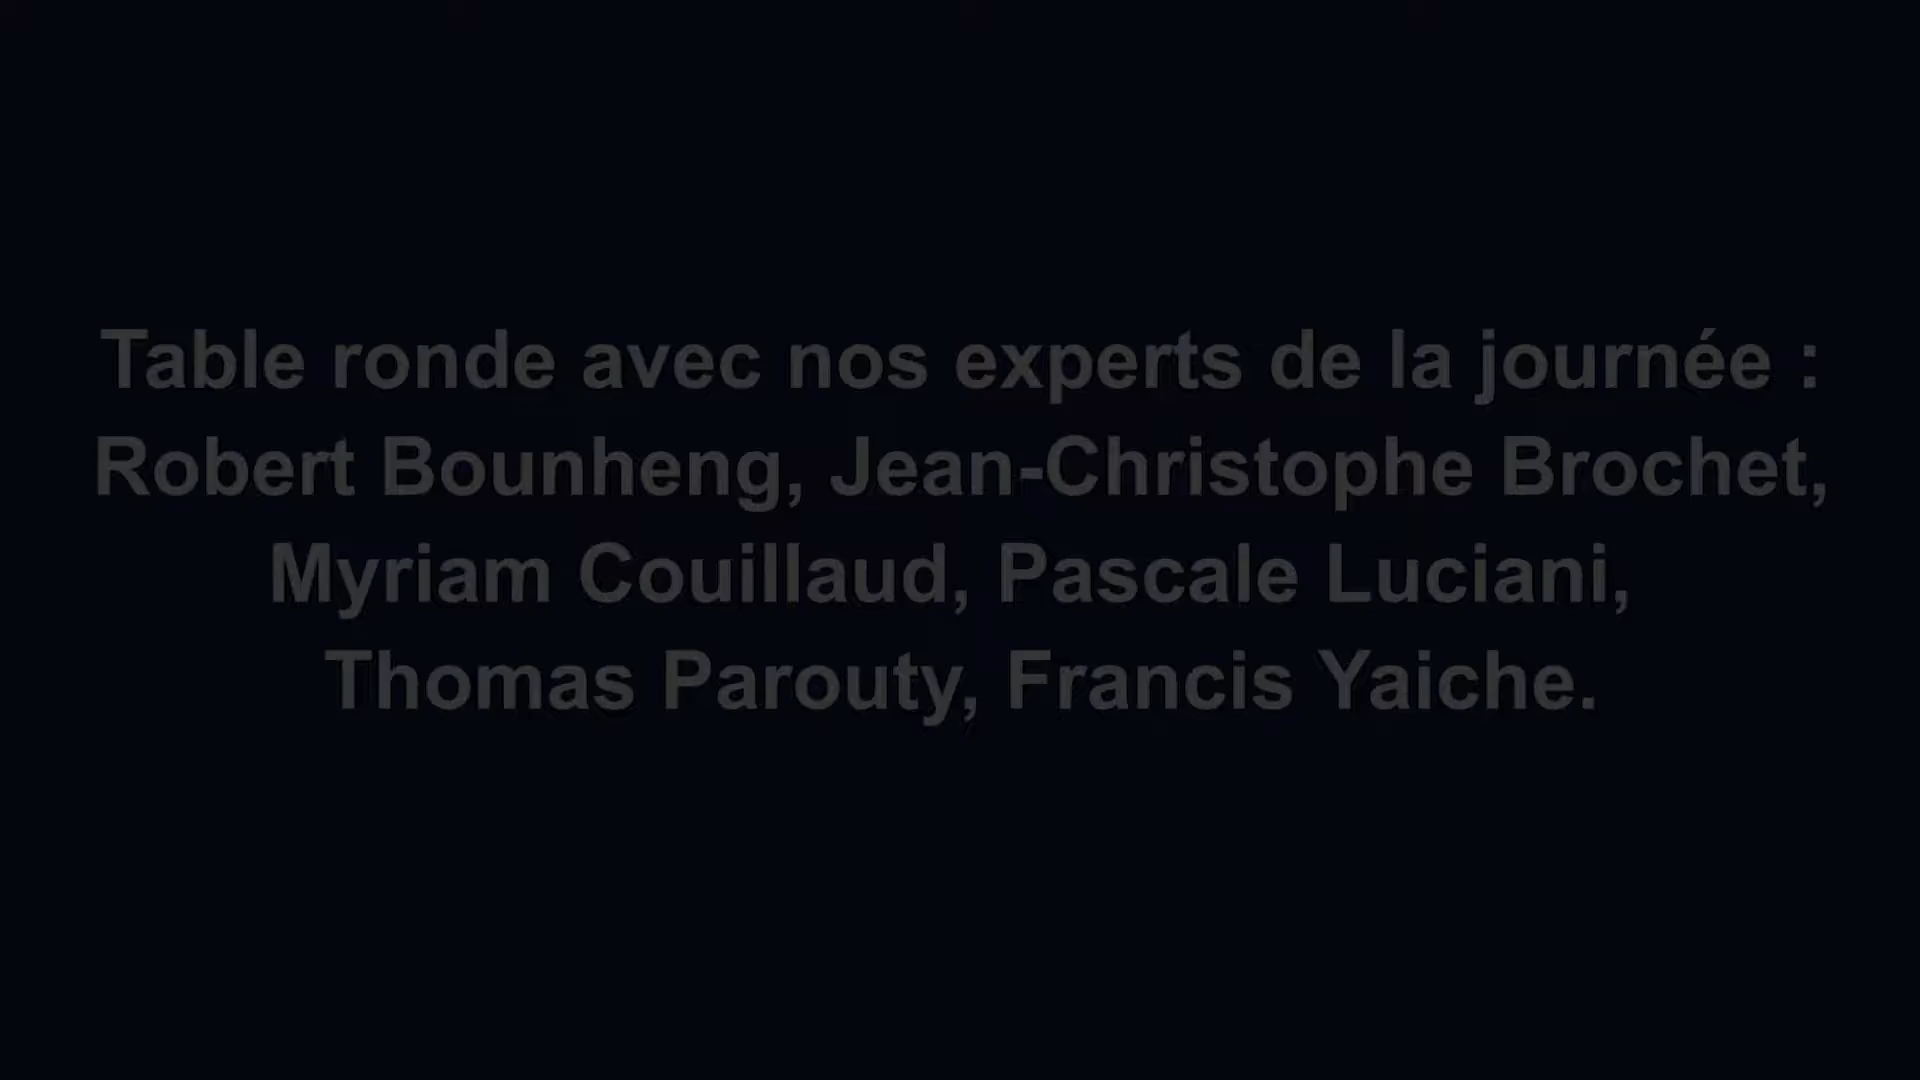 Table ronde avec nos experts de la journée :
Robert Bounheng, Jean-Christophe Brochet,
Myriam Couillaud, Pascale Luciani,
Thomas Parouty, Francis Yaiche.